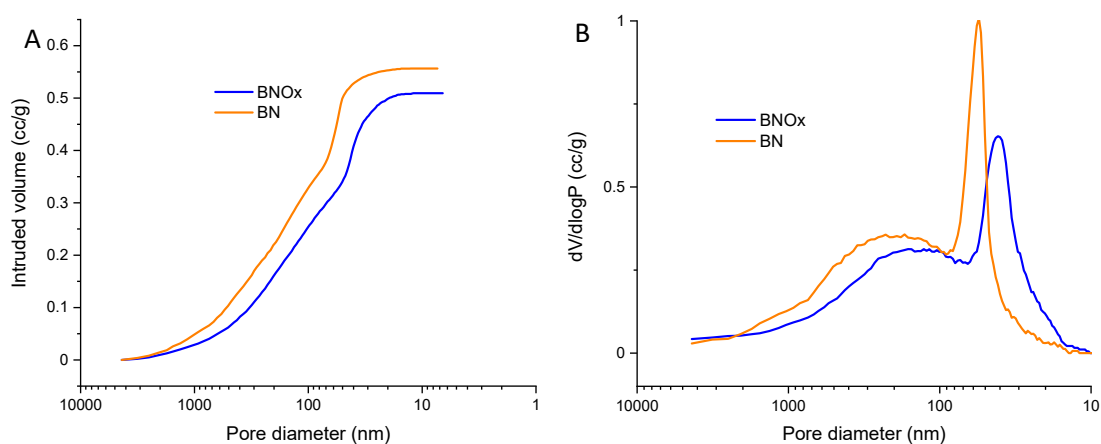 A
0.6
0.5
0.4
0.3
0.2
0.1
0
Intruded volume (cc/g)
BNOx
BN
10000
1000
100
10
1
Pore diameter (nm)
B
1
0.5
0
dV/dlogP (cc/g)
BNOx
BN
10000
1000
100
10
Pore diameter (nm)